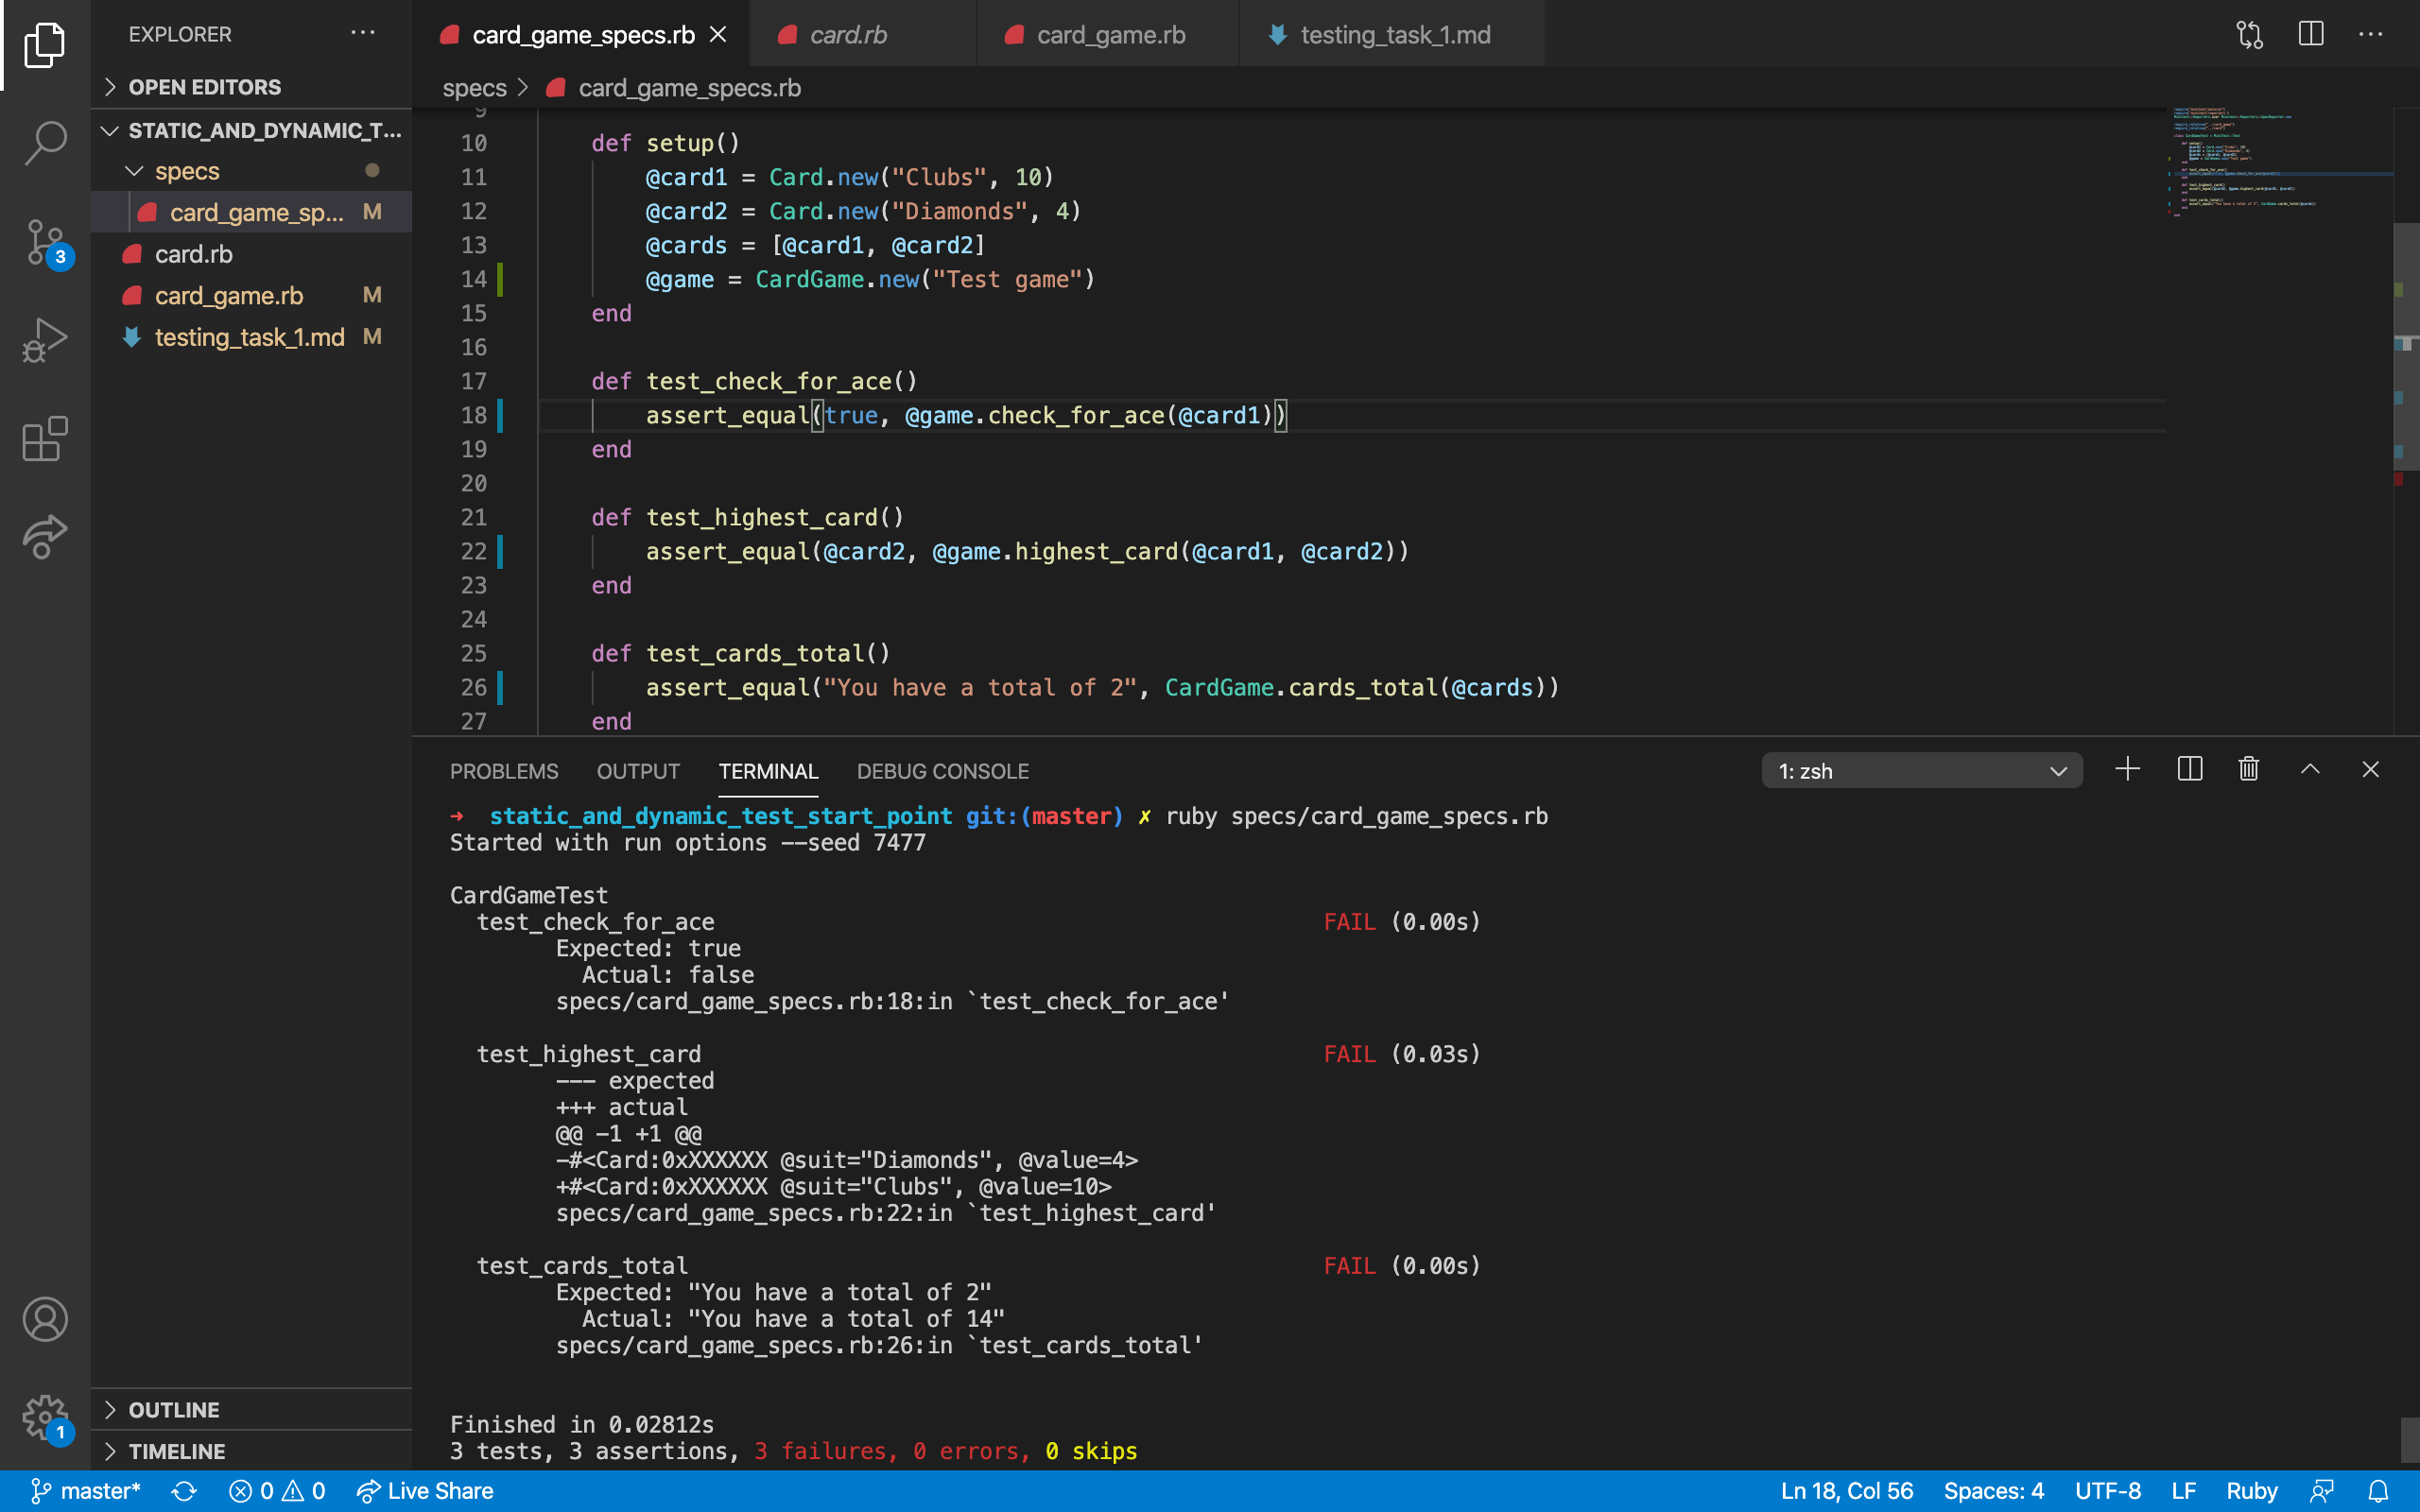 EXPLORER
OPEN EDITORS
STATIC_AND_DYNAMIC_T...
specs
card_game_sp... M
card.rb
card_game.rb M
testing_task_1.md M
OUTLINE
TIMELINE
3
1
card_game_specs.rb
card.rb
card_game.rb
testing_task_1.md
specs > card_game_specs.rb
9
10 def setup()
11 @card1 = Card.new("Clubs", 10)
12 @card2 = Card.new("Diamonds", 4)
13 @cards = [@card1, @card2]
14 @game = CardGame.new("Test game")
15 end
16
17 def test_check_for_ace()
18 assert_equal(true, @game.check_for_ace(@card1))
19 end
20
21 def test_highest_card()
22 assert_equal(@card2, @game.highest_card(@card1, @card2))
23 end
24
25 def test_cards_total()
26 assert_equal("You have a total of 2", CardGame.cards_total(@cards))
27 end
PROBLEMS OUTPUT TERMINAL DEBUG CONSOLE
1: zsh
➜ static_and_dynamic_test_start_point git:(master) ✗ ruby specs/card_game_specs.rb
Started with run options --seed 7477
CardGameTest
test_check_for_ace FAIL (0.00s)
Expected: true
Actual: false
specs/card_game_specs.rb:18:in `test_check_for_ace'
test_highest_card FAIL (0.03s)
--- expected
+++ actual
@@ -1 +1 @@
-#<Card:0xXXXXXX @suit="Diamonds", @value=4>
+#<Card:0xXXXXXX @suit="Clubs", @value=10>
specs/card_game_specs.rb:22:in `test_highest_card'
test_cards_total FAIL (0.00s)
Expected: "You have a total of 2"
Actual: "You have a total of 14"
specs/card_game_specs.rb:26:in `test_cards_total'
Finished in 0.02812s
3 tests, 3 assertions, 3 failures, 0 errors, 0 skips
master* 0 0 Live Share
Ln 18, Col 56 Spaces: 4 UTF-8 LF Ruby